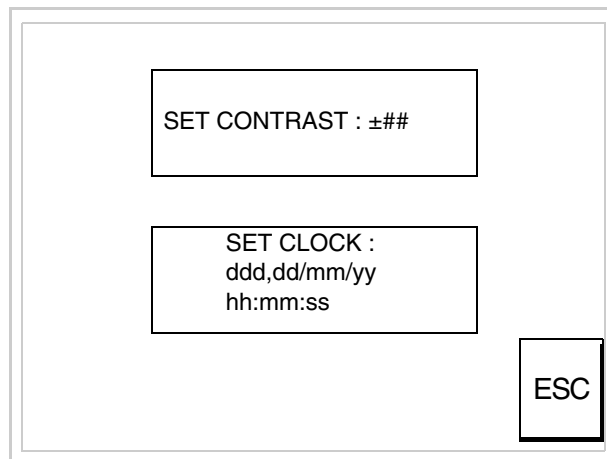 SET CONTRAST : ±##
SET CLOCK :
ddd,dd/mm/yy
hh:mm:ss
ESC